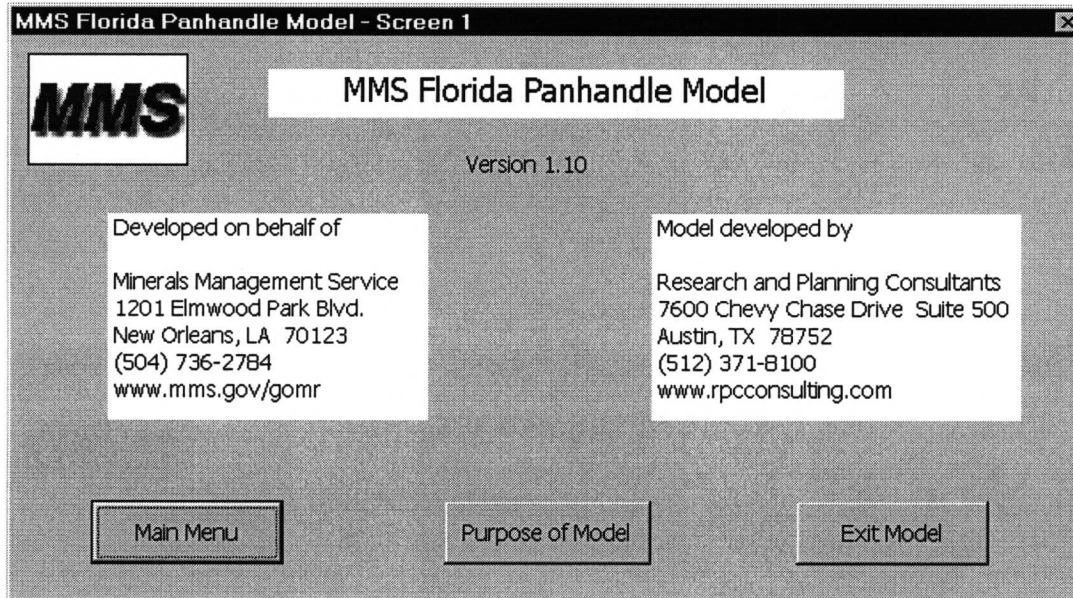 MMS Florida Panhandle Model - Screen 1
MMS
MMS Florida Panhandle Model
Version 1.10
Developed on behalf of
Minerals Management Service
1201 Elmwood Park Blvd.
New Orleans, LA 70123
(504) 736-2784
www.mms.gov/gomr
Model developed by
Research and Planning Consultants
7600 Chevy Chase Drive Suite 500
Austin, TX 78752
(512) 371-8100
www.rpcconsulting.com
Main Menu
Purpose of Model
Exit Model